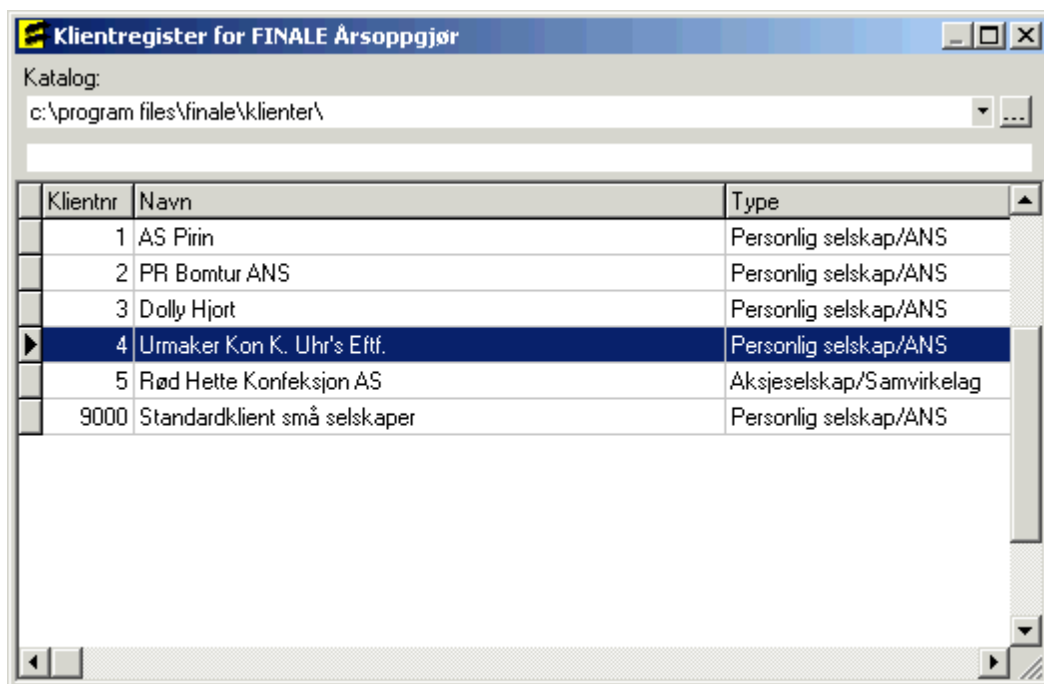 Klientregister for FINALE Årsoppgjør
Katalog:
c:\program files\finale\klienter\
...
Klientnr Navn Type
1 AS Pirin Personlig selskap/ANS
2 PR Bomtur ANS Personlig selskap/ANS
3 Dolly Hjort Personlig selskap/ANS
4 Urmaker Kon K. Uhr's Eftf. Personlig selskap/ANS
5 Rød Hette Konfeksjon AS Aksjeselskap/Samvirkelag
9000 Standardklient små selskaper Personlig selskap/ANS